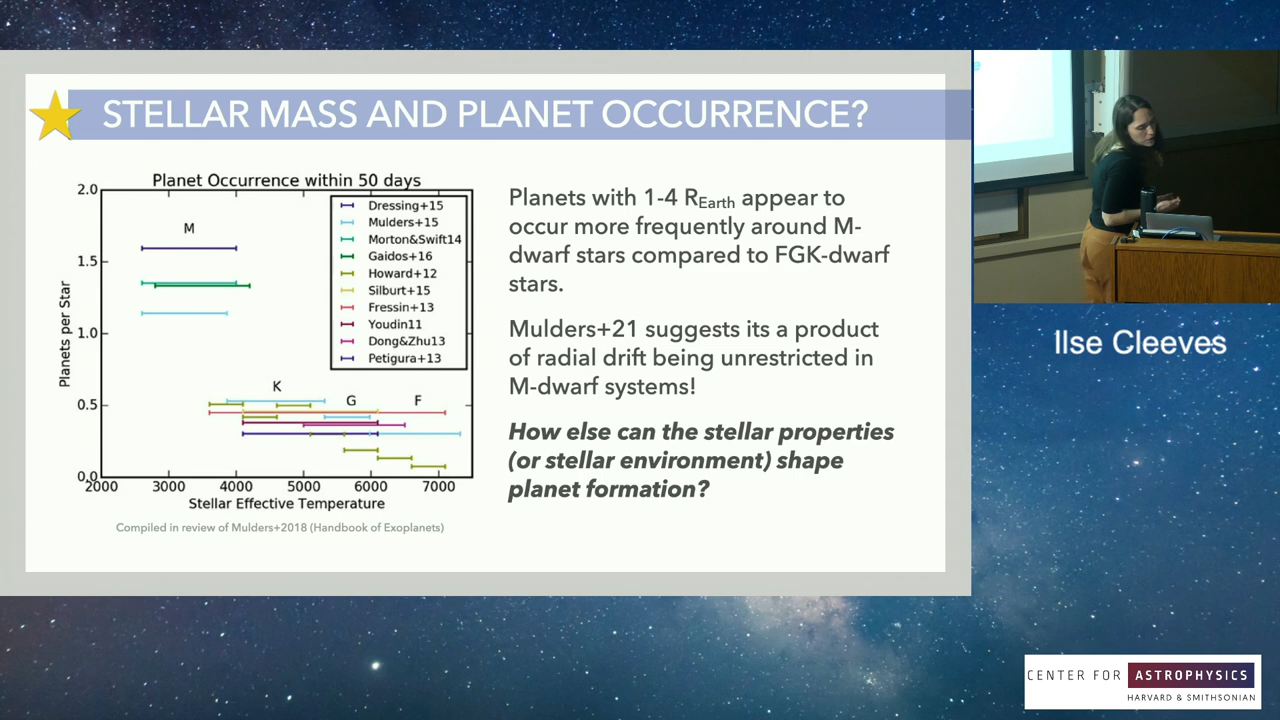 STELLAR MASS AND PLANET OCCURRENCE?
Planet Occurrence within 50 days
2.0
1.5
1.0
0.5
0.0
Planets per Star
M
K
G
F
Dressing+15
Mulders+15
Morton&Swift14
Gaidos+16
Howard+12
Silburt+15
Fressin+13
Youdin11
Dong&Zhu13
Petigura+13
2000 3000 4000 5000 6000 7000
Stellar Effective Temperature
Compiled in review of Mulders+2018 (Handbook of Exoplanets)
Planets with 1-4 REarth appear to
occur more frequently around M-
dwarf stars compared to FGK-dwarf
stars.
Mulders+21 suggests its a product
of radial drift being unrestricted in
M-dwarf systems!
How else can the stellar properties
(or stellar environment) shape
planet formation?
Ilse Cleeves
CENTER FOR ASTROPHYSICS
HARVARD & SMITHSONIAN